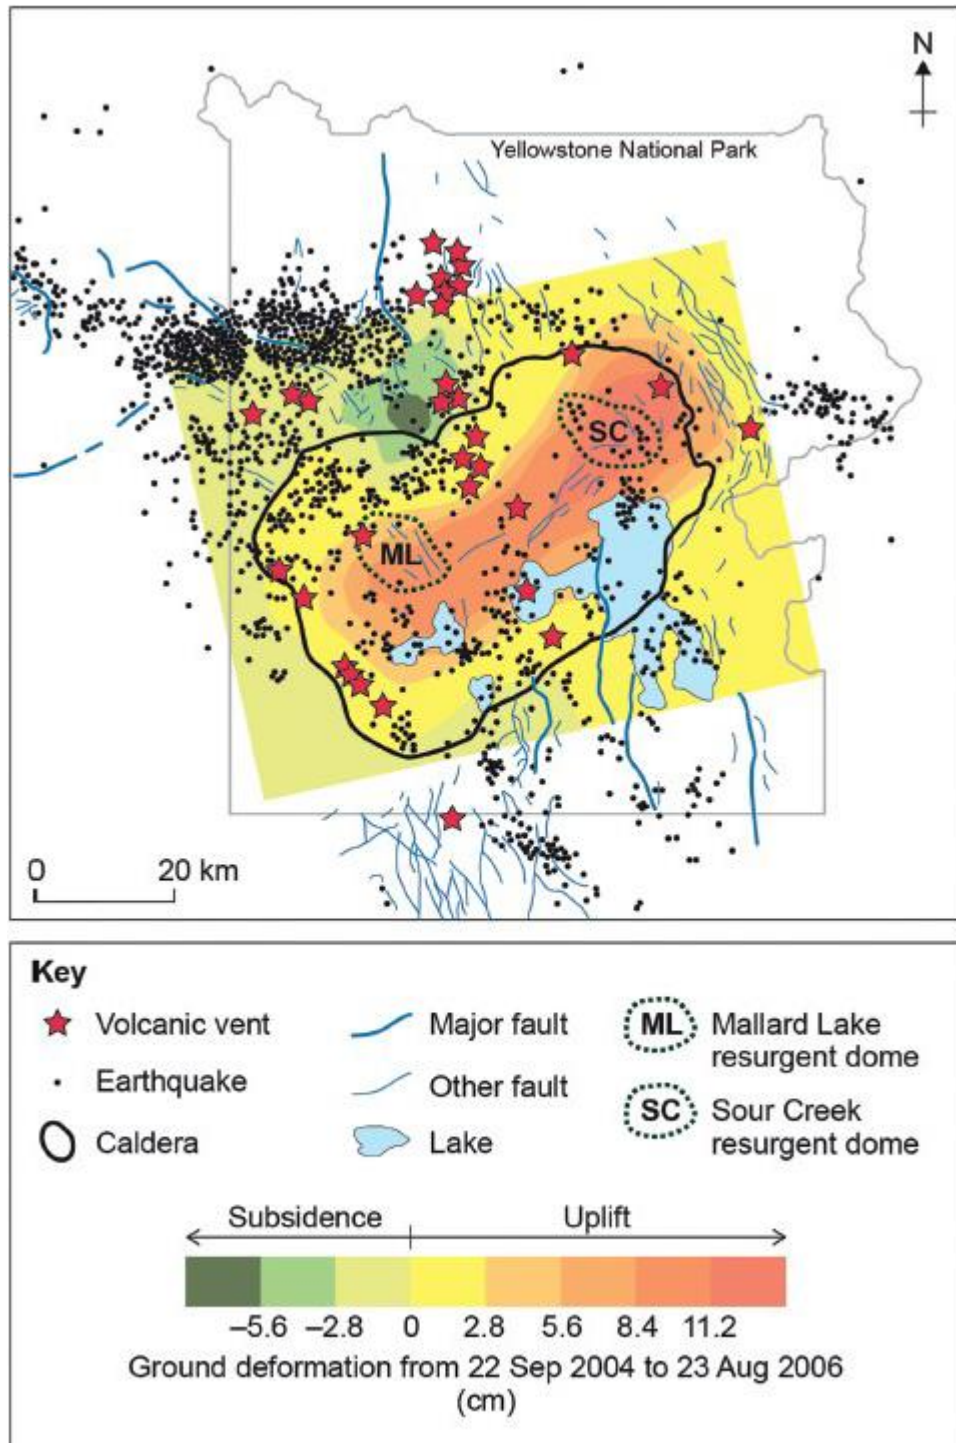 N
Yellowstone National Park
SC
ML
0 20 km
Key
Volcanic vent
Earthquake
Caldera
Major fault
Other fault
Lake
ML Mallard Lake
resurgent dome
SC Sour Creek
resurgent dome
Subsidence Uplift
–5.6 –2.8 0 2.8 5.6 8.4 11.2
Ground deformation from 22 Sep 2004 to 23 Aug 2006
(cm)